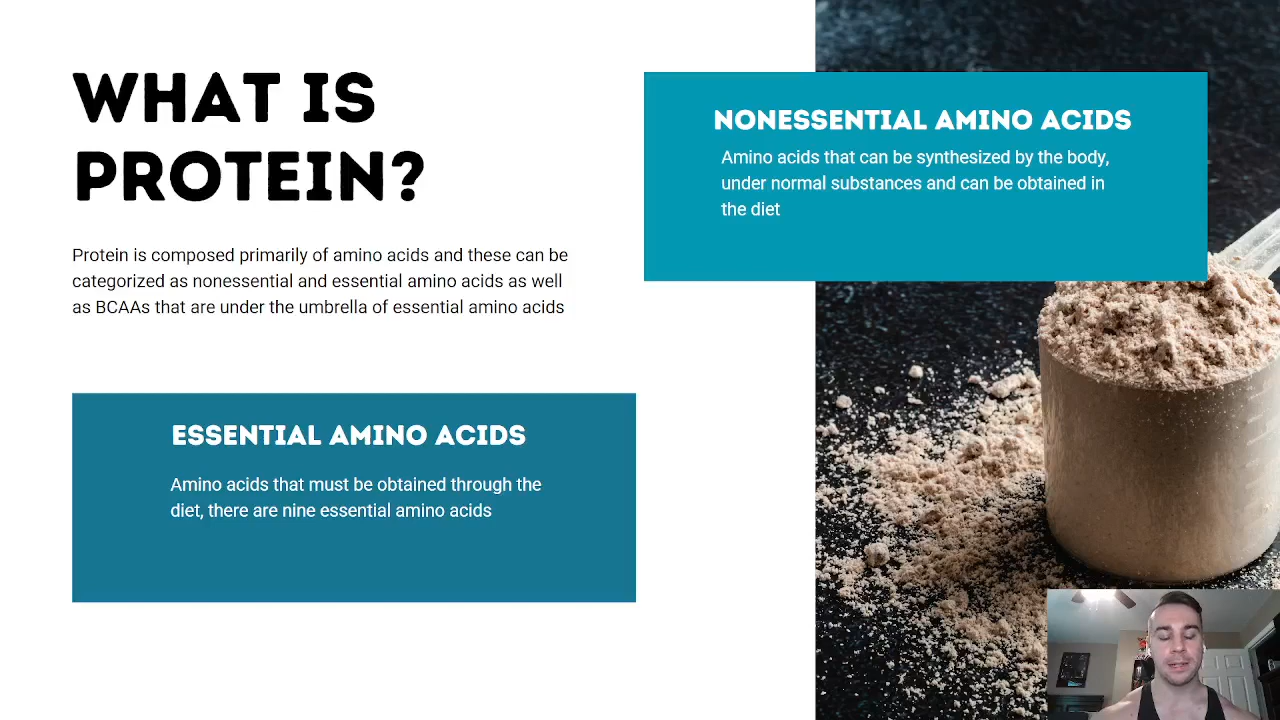 WHAT IS
PROTEIN?
Protein is composed primarily of amino acids and these can be
categorized as nonessential and essential amino acids as well
as BCAAs that are under the umbrella of essential amino acids
NONESSENTIAL AMINO ACIDS
Amino acids that can be synthesized by the body,
under normal substances and can be obtained in
the diet
ESSENTIAL AMINO ACIDS
Amino acids that must be obtained through the
diet, there are nine essential amino acids